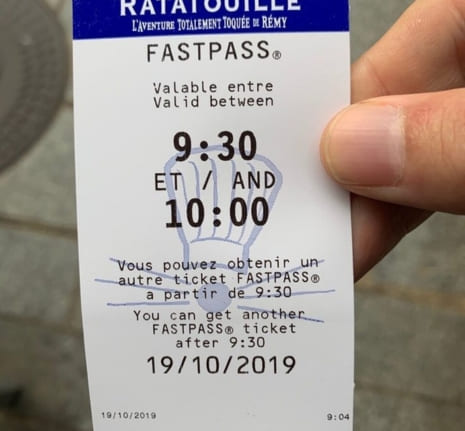 RATATOUILLE
L'AVENTURE TOTALEMENT TOQUÉE DE RÉMY
FASTPASS®
Valable entre
Valid between
9:30
ET / AND
10:00
Vous pouvez obtenir un
autre ticket FASTPASS®
a partir de 9:30
You can get another
FASTPASS® ticket
after 9:30
19/10/2019
19/10/2019 9:04